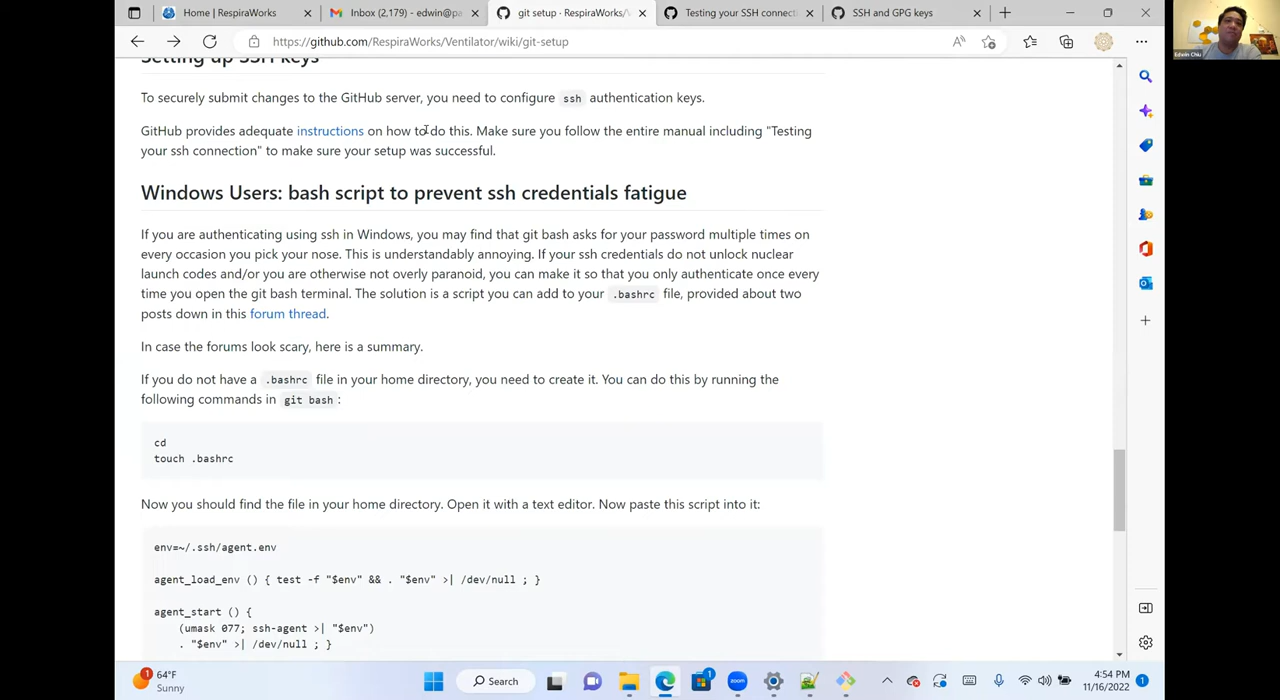 Home | RespiraWorks
Inbox (2,179) - edwin@pa
git setup · RespiraWorks/
Testing your SSH connecti
SSH and GPG keys
https://github.com/RespiraWorks/Ventilator/wiki/git-setup
Edwin Chiu
Setting up SSH keys
To securely submit changes to the GitHub server, you need to configure ssh authentication keys.
GitHub provides adequate instructions on how to do this. Make sure you follow the entire manual including "Testing
your ssh connection" to make sure your setup was successful.
Windows Users: bash script to prevent ssh credentials fatigue
If you are authenticating using ssh in Windows, you may find that git bash asks for your password multiple times on
every occasion you pick your nose. This is understandably annoying. If your ssh credentials do not unlock nuclear
launch codes and/or you are otherwise not overly paranoid, you can make it so that you only authenticate once every
time you open the git bash terminal. The solution is a script you can add to your .bashrc file, provided about two
posts down in this forum thread.
In case the forums look scary, here is a summary.
If you do not have a .bashrc file in your home directory, you need to create it. You can do this by running the
following commands in git bash :
cd
touch .bashrc
Now you should find the file in your home directory. Open it with a text editor. Now paste this script into it:
env=~/.ssh/agent.env
agent_load_env () { test -f "$env" && . "$env" >| /dev/null ; }
agent_start () {
(umask 077; ssh-agent >| "$env")
. "$env" >| /dev/null ; }
1
64°F
Sunny
Search
1
zoom
4:54 PM
11/16/2022
1